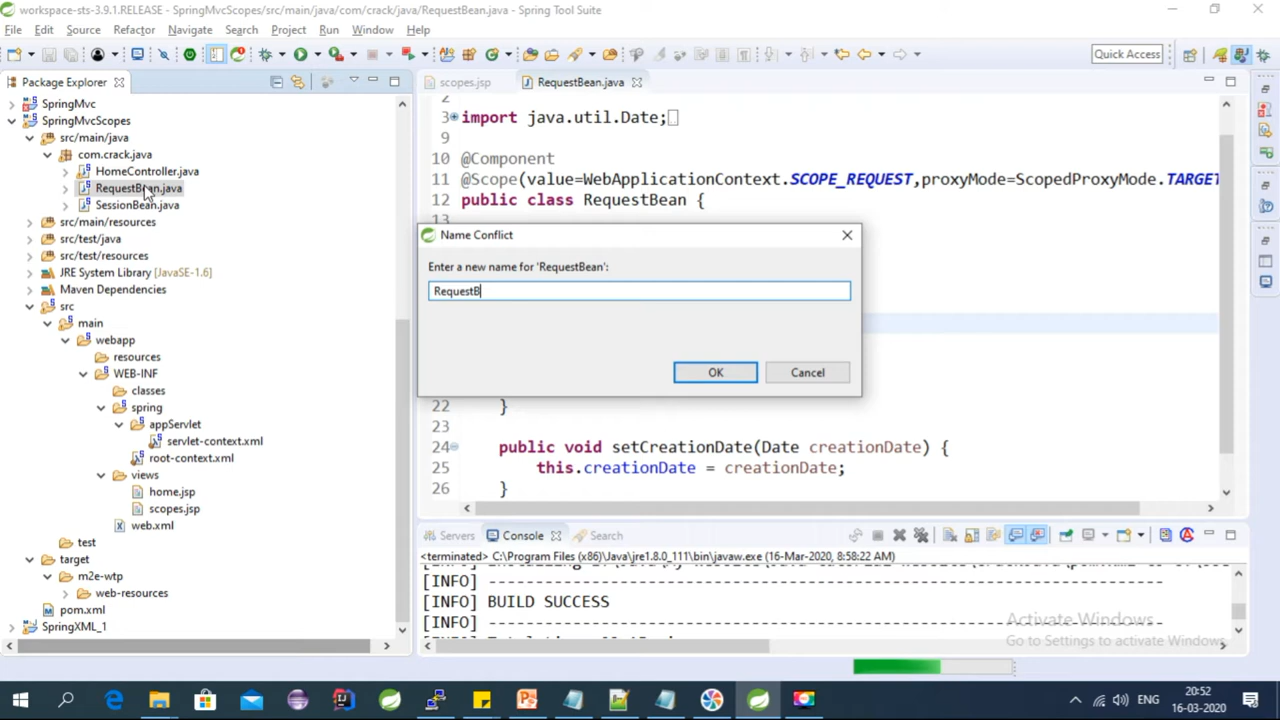 workspace-sts-3.9.1.RELEASE - SpringMvcScopes/src/main/java/com/crack/java/RequestBean.java - Spring Tool Suite
File Edit Source Refactor Navigate Search Project Run Window Help
Quick Access
Package Explorer
scopes.jsp
RequestBean.java
SpringMvc
SpringMvcScopes
src/main/java
com.crack.java
HomeController.java
RequestBean.java
SessionBean.java
src/main/resources
src/test/java
src/test/resources
JRE System Library [JavaSE-1.6]
Maven Dependencies
src
main
webapp
resources
WEB-INF
classes
spring
appServlet
servlet-context.xml
root-context.xml
views
home.jsp
scopes.jsp
web.xml
test
target
m2e-wtp
web-resources
pom.xml
SpringXML_1
2
3 import java.util.Date;
9
10 @Component
11 @Scope(value=WebApplicationContext.SCOPE_REQUEST,proxyMode=ScopedProxyMode.TARGET
12 public class RequestBean {
13
Name Conflict
Enter a new name for 'RequestBean':
RequestB
OK Cancel
22 }
23
24 public void setCreationDate(Date creationDate) {
25 this.creationDate = creationDate;
26 }
Servers Console Search
<terminated> C:\Program Files (x86)\Java\jre1.8.0_111\bin\javaw.exe (16-Mar-2020, 8:58:22 AM)
[INFO] ------------------------------------------------------------------------
[INFO] BUILD SUCCESS
[INFO] ------------------------------------------------------------------------
Activate Windows
Go to Settings to activate Windows.
ENG
20:52
16-03-2020